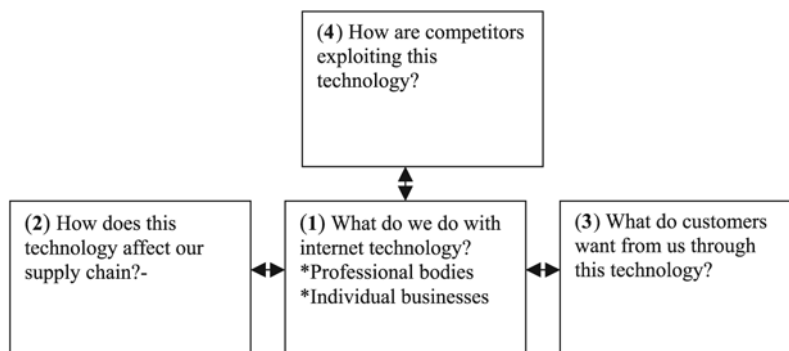 (4) How are competitors
exploiting this
technology?
(2) How does this
technology affect our
supply chain?-
(1) What do we do with
internet technology?
*Professional bodies
*Individual businesses
(3) What do customers
want from us through
this technology?